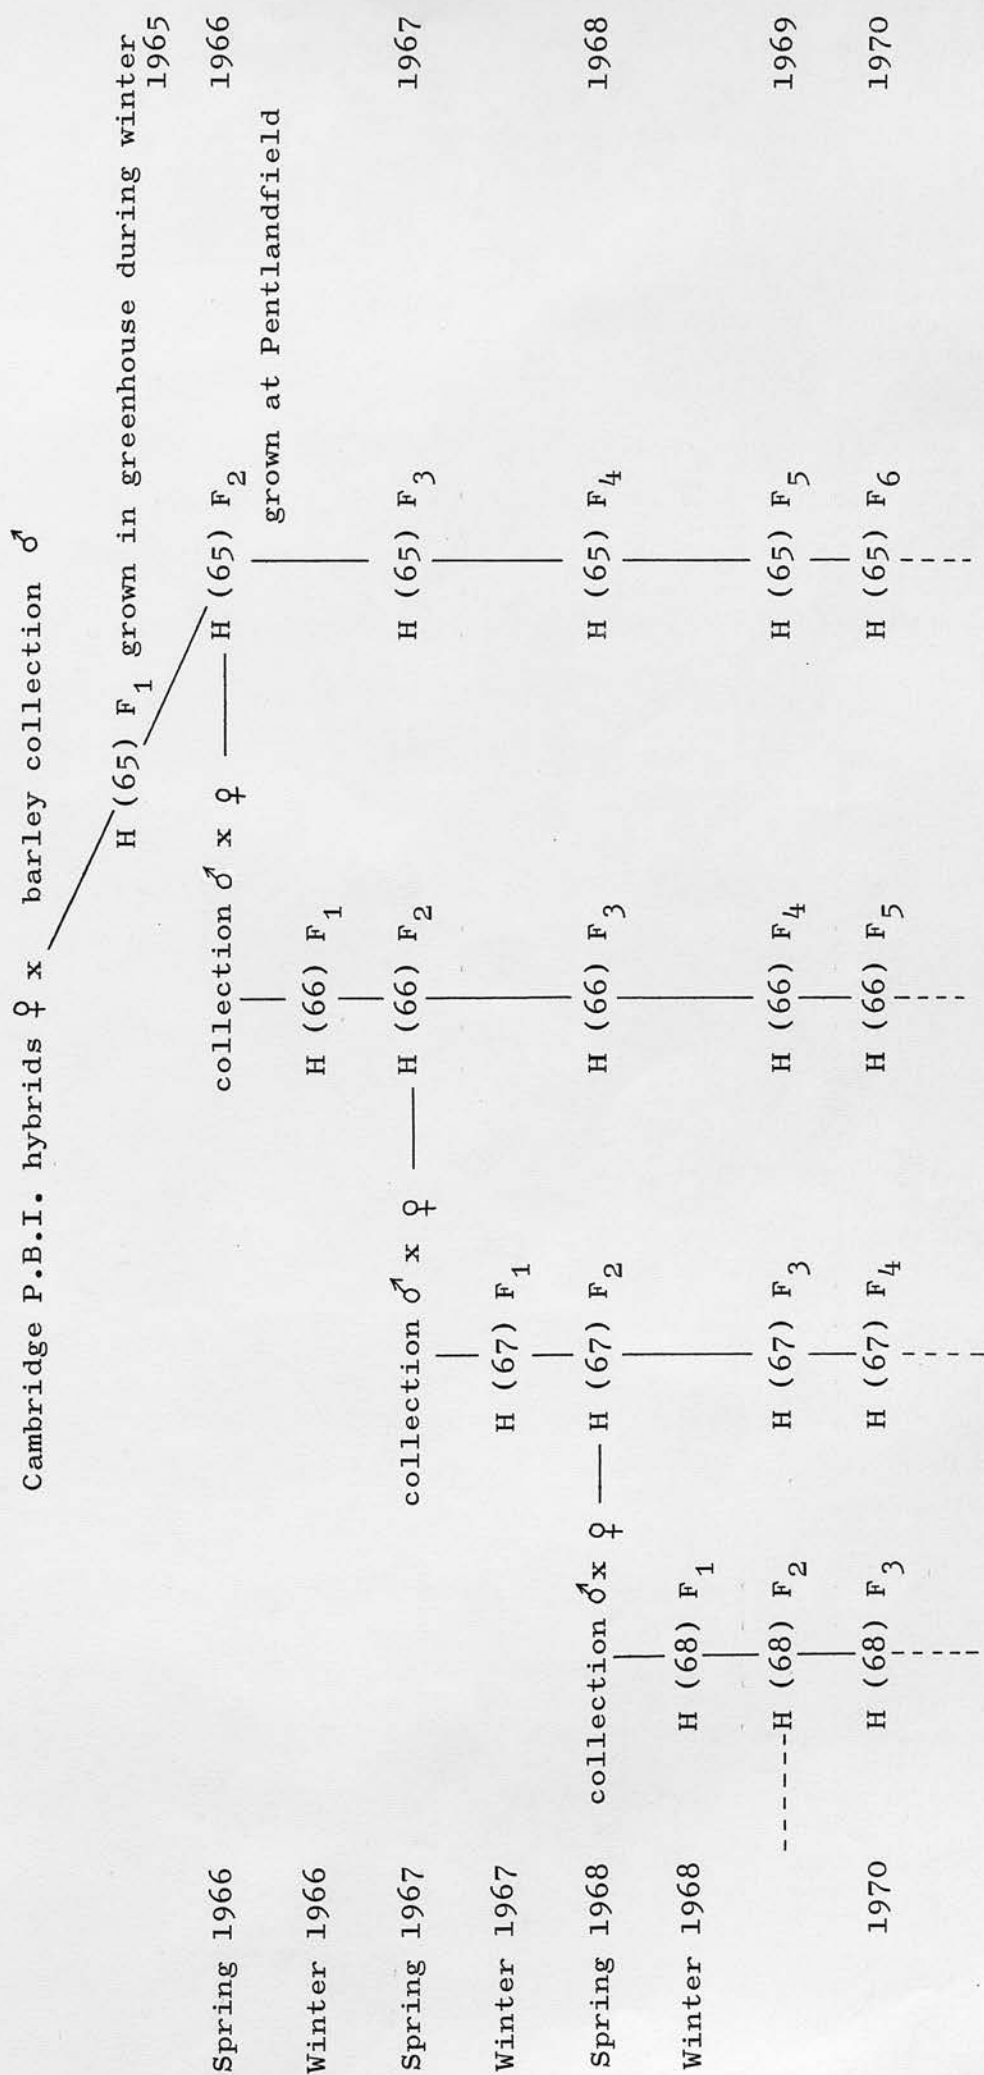 Cambridge P.B.I. hybrids ♀ x barley collection ♂
H (65) F1 grown in greenhouse during winter
1965
Spring 1966 collection ♂ x ♀ —— H (65) F2 1966
grown at Pentlandfield
Winter 1966 H (66) F1
Spring 1967 collection ♂ x ♀ —— H (66) F2 H (65) F3 1967
Winter 1967 H (67) F1
Spring 1968 collection ♂x ♀ —— H (67) F2 H (66) F3 H (65) F4 1968
Winter 1968 H (68) F1
------H (68) F2 H (67) F3 H (66) F4 H (65) F5 1969
1970 H (68) F3 H (67) F4 H (66) F5 H (65) F6 1970